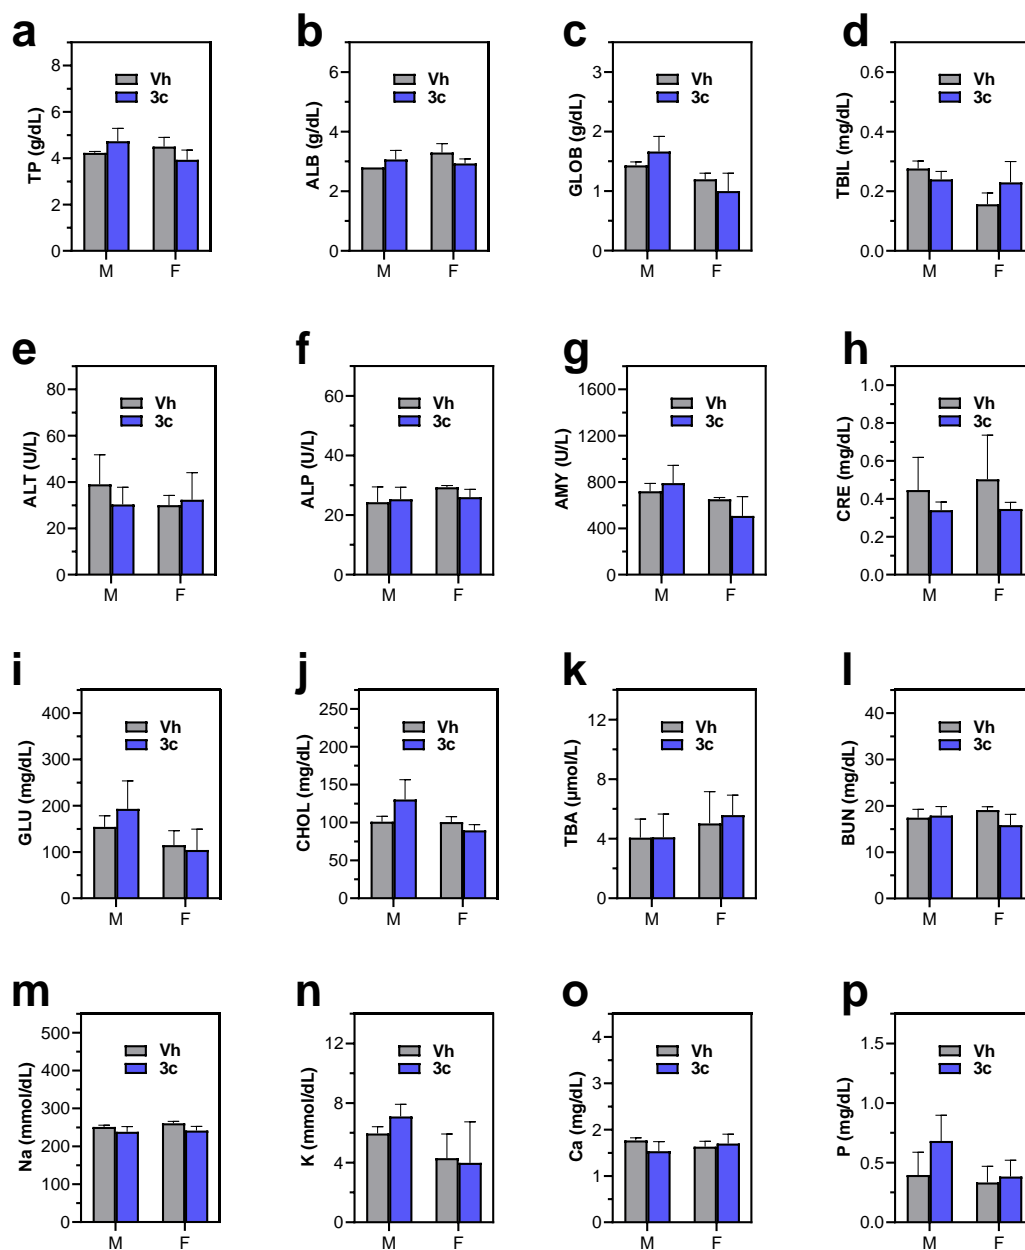 a
TP (g/dL)
8
6
4
2
0
Vh
3c
M F
b
ALB (g/dL)
6
4
2
0
Vh
3c
M F
c
GLOB (g/dL)
3
2
1
0
Vh
3c
M F
d
TBIL (mg/dL)
0.6
0.4
0.2
0.0
Vh
3c
M F
e
ALT (U/L)
80
60
40
20
0
Vh
3c
M F
f
ALP (U/L)
60
40
20
0
Vh
3c
M F
g
AMY (U/L)
1600
1200
800
400
0
Vh
3c
M F
h
CRE (mg/dL)
1.0
0.8
0.6
0.4
0.2
0.0
Vh
3c
M F
i
GLU (mg/dL)
400
300
200
100
0
Vh
3c
M F
j
CHOL (mg/dL)
250
200
150
100
50
0
Vh
3c
M F
k
TBA (μmol/L)
12
8
4
0
Vh
3c
M F
l
BUN (mg/dL)
40
30
20
10
0
Vh
3c
M F
m
Na (mmol/dL)
500
400
300
200
100
0
Vh
3c
M F
n
K (mmol/dL)
12
8
4
0
Vh
3c
M F
o
Ca (mg/dL)
4
3
2
1
0
Vh
3c
M F
p
P (mg/dL)
1.5
1.0
0.5
0.0
Vh
3c
M F